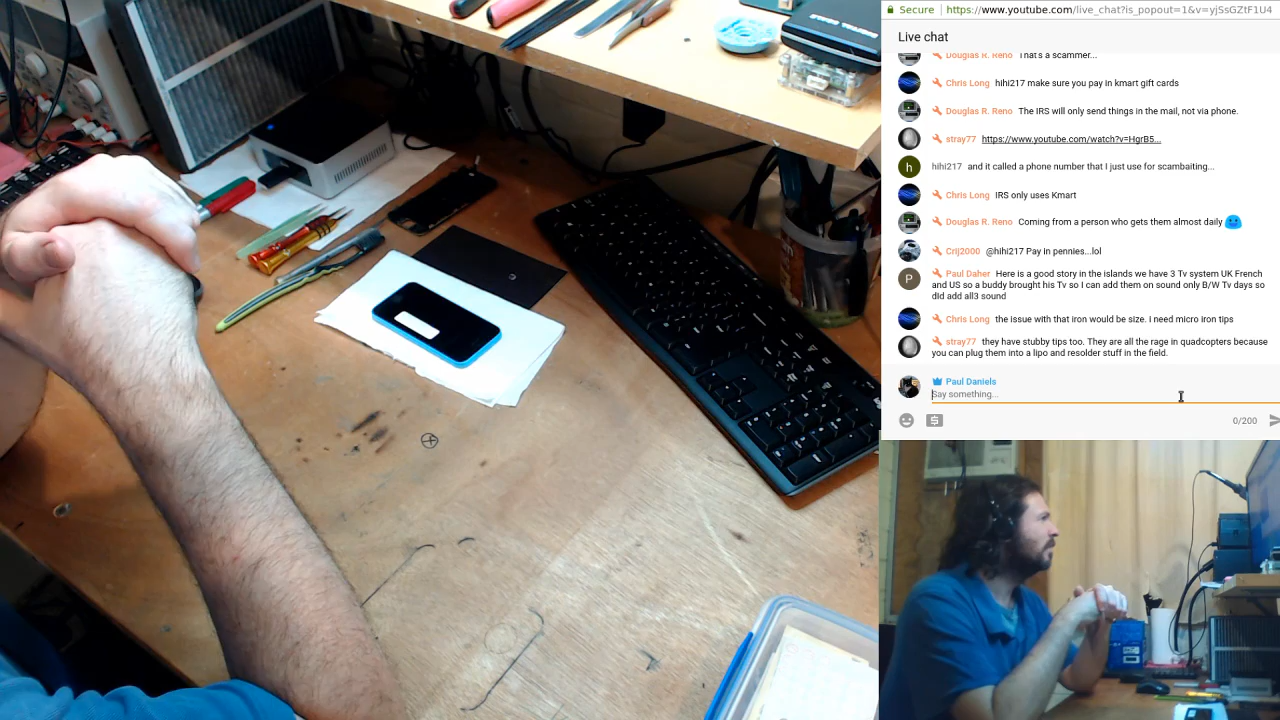 Secure https://www.youtube.com/live_chat?is_popout=1&v=yjSsGZtF1U4
Live chat
Douglas R. Reno That's a scammer...
Chris Long hihi217 make sure you pay in kmart gift cards
Douglas R. Reno The IRS will only send things in the mail, not via phone.
stray77 https://www.youtube.com/watch?v=HgrB5...
h hihi217 and it called a phone number that I just use for scambaiting...
Chris Long IRS only uses Kmart
Douglas R. Reno Coming from a person who gets them almost daily
Crij2000 @hihi217 Pay in pennies...lol
P Paul Daher Here is a good story in the islands we have 3 Tv system UK French
and US so a buddy brought his Tv so I can add them on sound only B/W Tv days so
did add all3 sound
Chris Long the issue with that iron would be size. I need micro iron tips
stray77 they have stubby tips too. They are all the rage in quadcopters because
you can plug them into a lipo and resolder stuff in the field.
Paul Daniels
Say something...
0/200